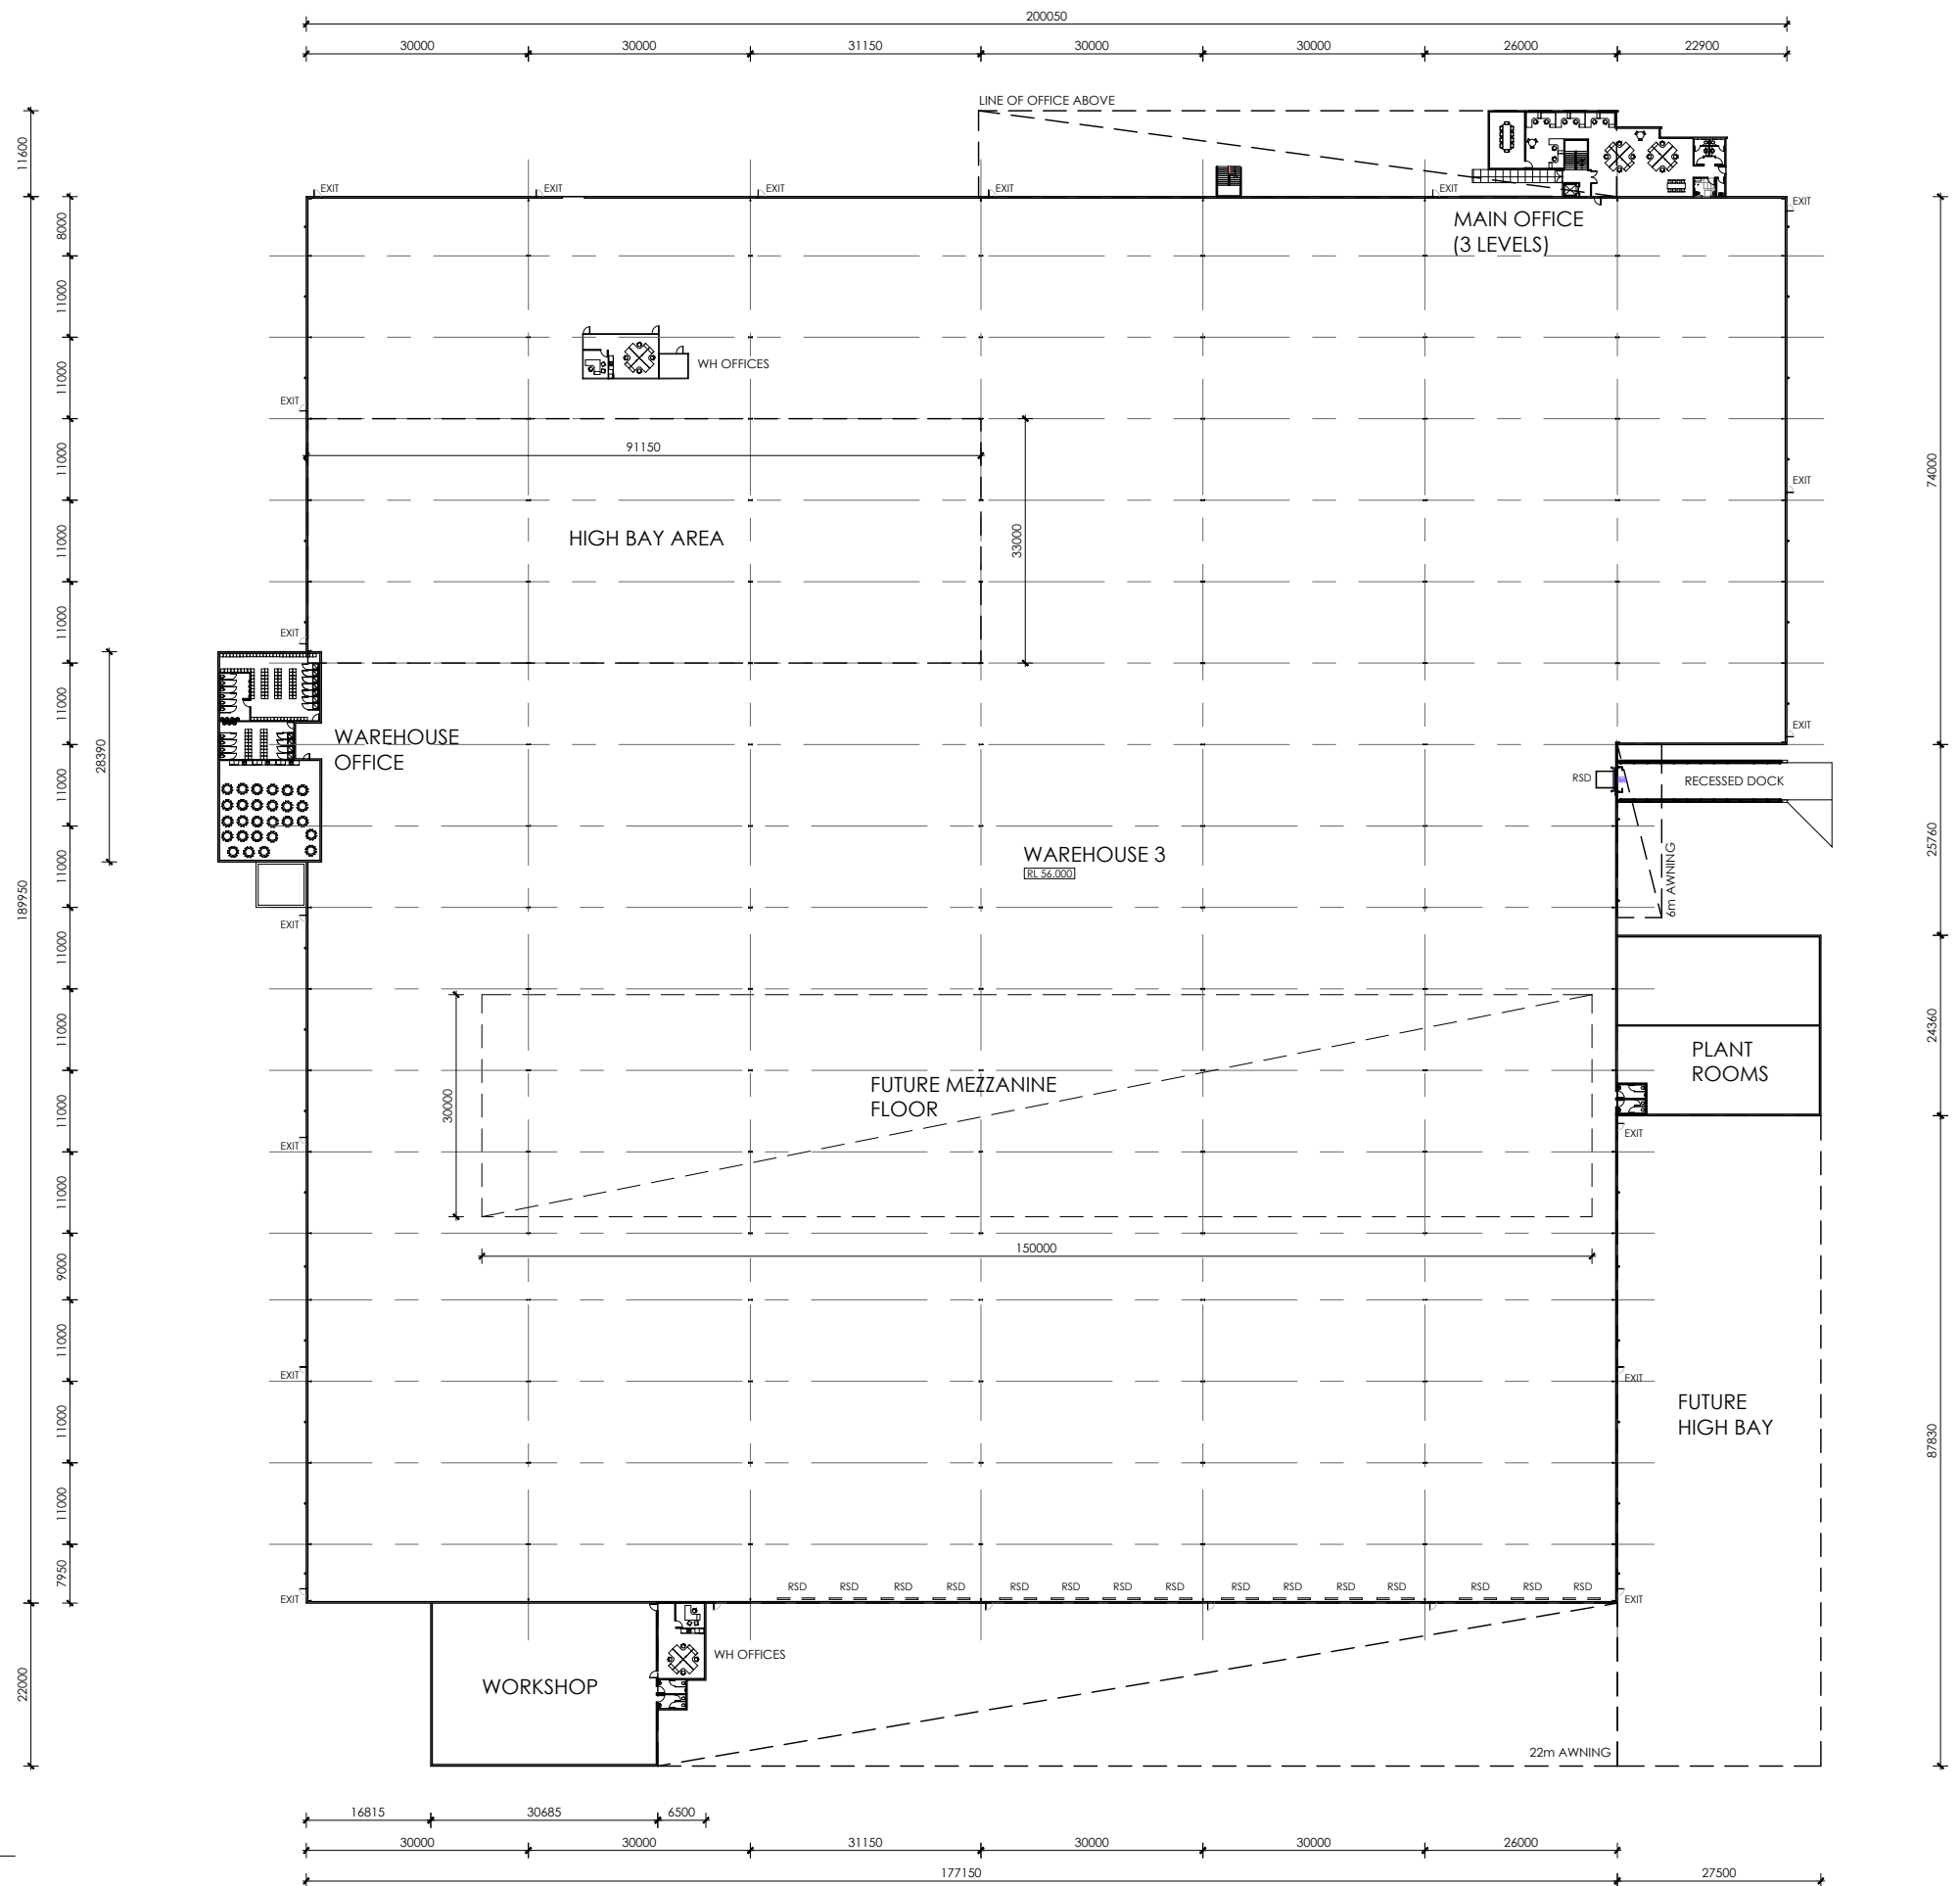 200050
30000 30000 31150 30000 30000 26000 22900
LINE OF OFFICE ABOVE
11600
EXIT EXIT EXIT EXIT EXIT EXIT
MAIN OFFICE
(3 LEVELS)
8000
11000
11000
WH OFFICES
EXIT
91150
11000
74000
EXIT
HIGH BAY AREA
33000
11000
11000
EXIT
11000
WAREHOUSE
OFFICE
28390
EXIT
RSD
RECESSED DOCK
11000
25760
WAREHOUSE 3
RL 56.000
6m AWNING
11000
189950
EXIT
11000
11000
24360
PLANT
ROOMS
FUTURE MEZZANINE
FLOOR
30000
11000
EXIT
EXIT
11000
150000
9000
11000
EXIT
EXIT
FUTURE
HIGH BAY
11000
87830
11000
7950
RSD RSD RSD RSD RSD RSD RSD RSD RSD RSD RSD RSD RSD RSD RSD
EXIT
EXIT
WH OFFICES
22000
WORKSHOP
22m AWNING
16815 30685 6500
30000 30000 31150 30000 30000 26000
177150 27500